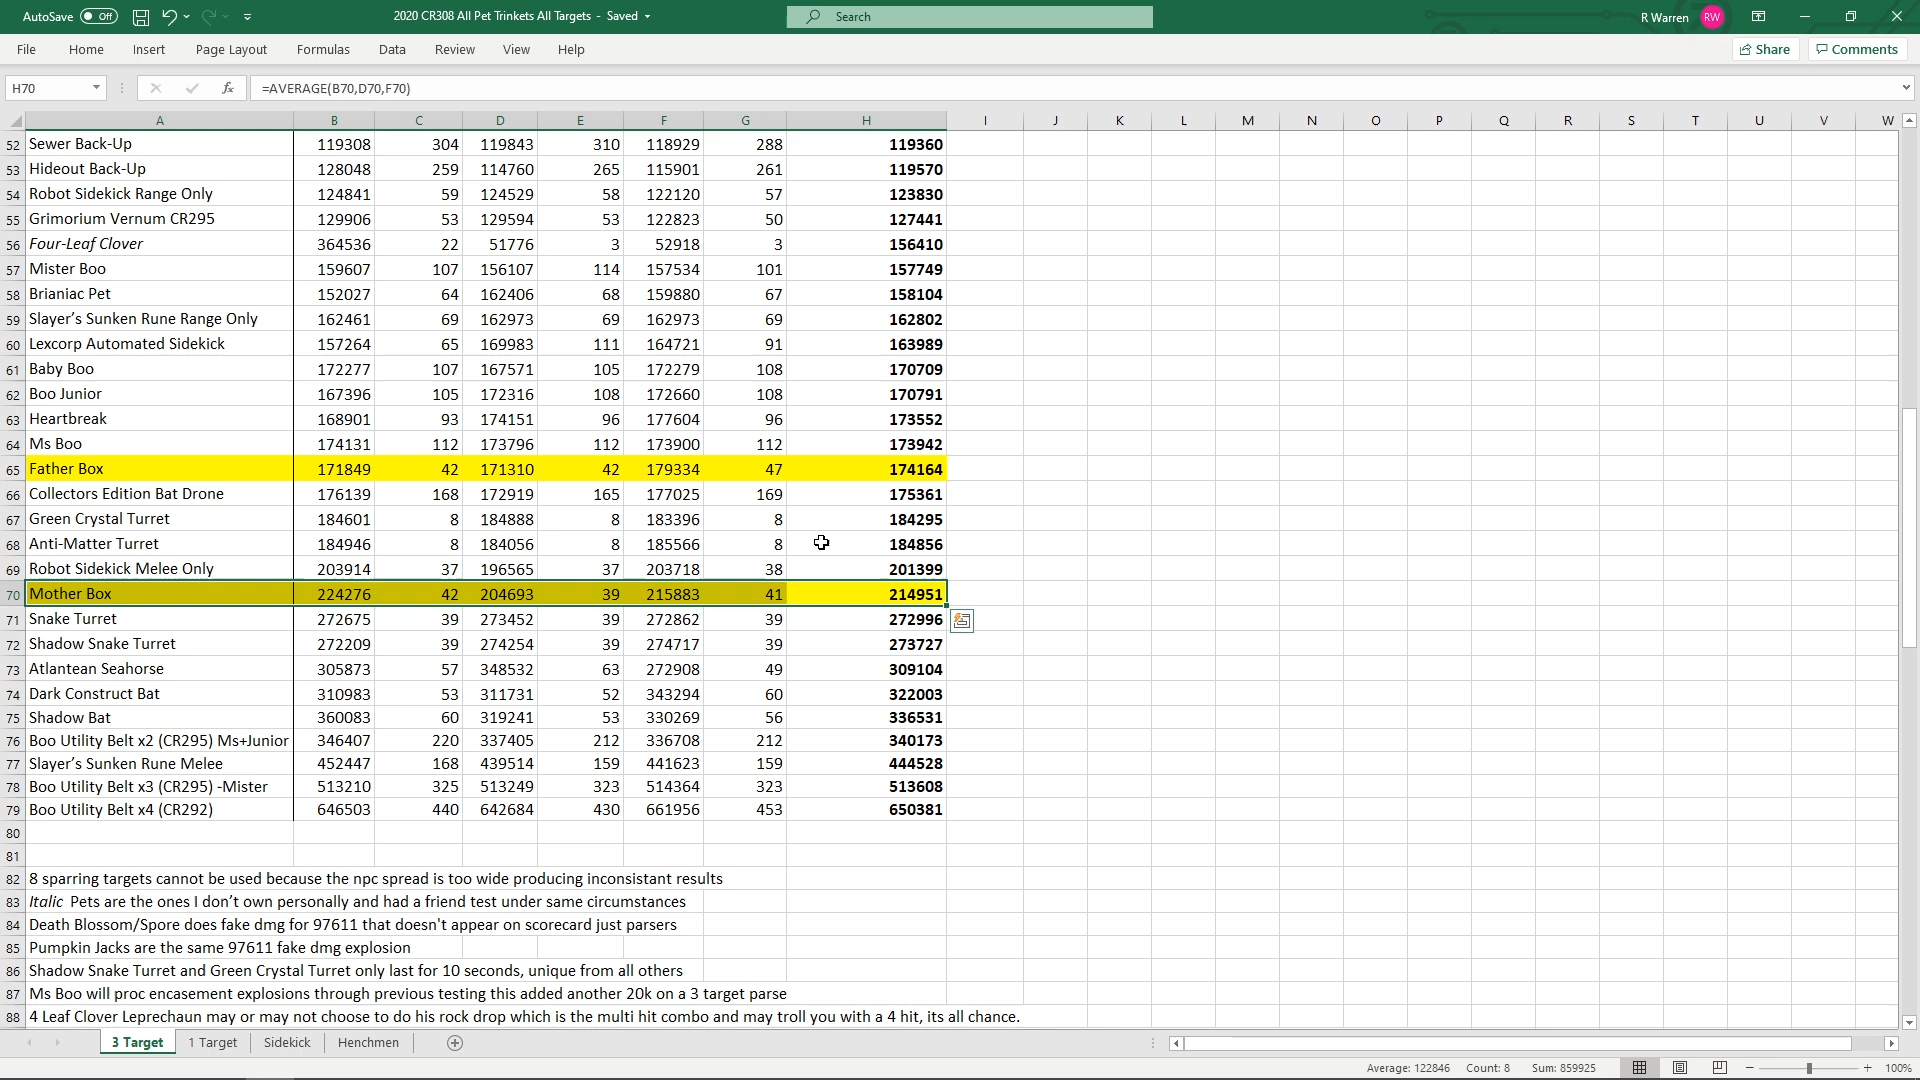 AutoSave Off 2020 CR308 All Pet Trinkets All Targets - Saved Search R Warren RW
File Home Insert Page Layout Formulas Data Review View Help Share Comments
H70 fx =AVERAGE(B70,D70,F70)
A B C D E F G H I J K L M N O P Q R S T U V W
52 Sewer Back-Up 119308 304 119843 310 118929 288 119360
53 Hideout Back-Up 128048 259 114760 265 115901 261 119570
54 Robot Sidekick Range Only 124841 59 124529 58 122120 57 123830
55 Grimorium Vernum CR295 129906 53 129594 53 122823 50 127441
56 Four-Leaf Clover 364536 22 51776 3 52918 3 156410
57 Mister Boo 159607 107 156107 114 157534 101 157749
58 Brianiac Pet 152027 64 162406 68 159880 67 158104
59 Slayer’s Sunken Rune Range Only 162461 69 162973 69 162973 69 162802
60 Lexcorp Automated Sidekick 157264 65 169983 111 164721 91 163989
61 Baby Boo 172277 107 167571 105 172279 108 170709
62 Boo Junior 167396 105 172316 108 172660 108 170791
63 Heartbreak 168901 93 174151 96 177604 96 173552
64 Ms Boo 174131 112 173796 112 173900 112 173942
65 Father Box 171849 42 171310 42 179334 47 174164
66 Collectors Edition Bat Drone 176139 168 172919 165 177025 169 175361
67 Green Crystal Turret 184601 8 184888 8 183396 8 184295
68 Anti-Matter Turret 184946 8 184056 8 185566 8 184856
69 Robot Sidekick Melee Only 203914 37 196565 37 203718 38 201399
70 Mother Box 224276 42 204693 39 215883 41 214951
71 Snake Turret 272675 39 273452 39 272862 39 272996
72 Shadow Snake Turret 272209 39 274254 39 274717 39 273727
73 Atlantean Seahorse 305873 57 348532 63 272908 49 309104
74 Dark Construct Bat 310983 53 311731 52 343294 60 322003
75 Shadow Bat 360083 60 319241 53 330269 56 336531
76 Boo Utility Belt x2 (CR295) Ms+Junior 346407 220 337405 212 336708 212 340173
77 Slayer’s Sunken Rune Melee 452447 168 439514 159 441623 159 444528
78 Boo Utility Belt x3 (CR295) -Mister 513210 325 513249 323 514364 323 513608
79 Boo Utility Belt x4 (CR292) 646503 440 642684 430 661956 453 650381
80
81
82 8 sparring targets cannot be used because the npc spread is too wide producing inconsistant results
83 Italic Pets are the ones I don’t own personally and had a friend test under same circumstances
84 Death Blossom/Spore does fake dmg for 97611 that doesn't appear on scorecard just parsers
85 Pumpkin Jacks are the same 97611 fake dmg explosion
86 Shadow Snake Turret and Green Crystal Turret only last for 10 seconds, unique from all others
87 Ms Boo will proc encasement explosions through previous testing this added another 20k on a 3 target parse
88 4 Leaf Clover Leprechaun may or may not choose to do his rock drop which is the multi hit combo and may troll you with a 4 hit, its all chance.
3 Target 1 Target Sidekick Henchmen
Average: 122846 Count: 8 Sum: 859925 100%